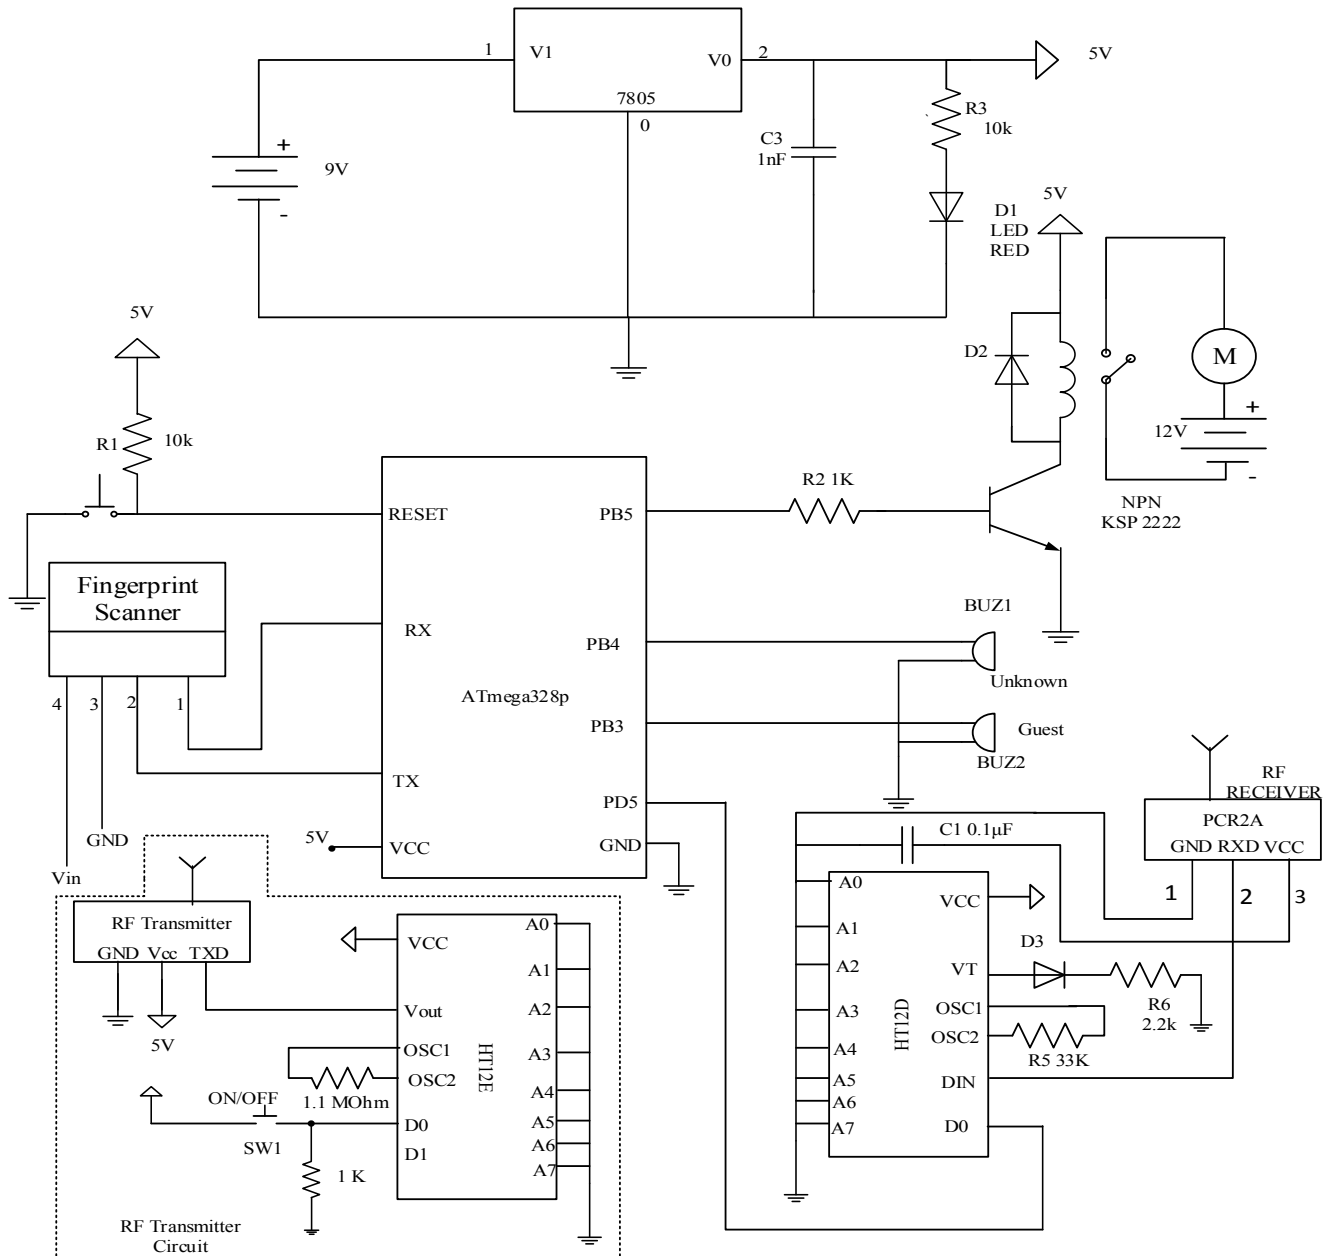 1
V1
V0
2
5V
7805
0
R3
10k
C3
1nF
+
9V
-
D1
LED
RED
5V
5V
D2
M
+
12V
-
R1
10k
NPN
KSP 2222
R2 1K
RESET
PB5
Fingerprint
Scanner
RX
BUZ1
PB4
Unknown
4
3
2
1
ATmega328p
PB3
Guest
BUZ2
TX
PD5
RF
RECEIVER
PCR2A
GND RXD VCC
1
2
3
GND
5V
VCC
GND
C1 0.1µF
Vin
A0
VCC
A1
D3
A2
VT
OSC1
A3
R6
2.2k
HT12D
OSC2
A4
R5 33K
A5
DIN
A6
A7
D0
RF Transmitter
GND Vcc TXD
A0
VCC
A1
Vout
A2
5V
OSC1
A3
HT12E
OSC2
1.1 MOhm
A4
ON/OFF
D0
A5
SW1
D1
A6
A7
1 K
RF Transmitter
Circuit